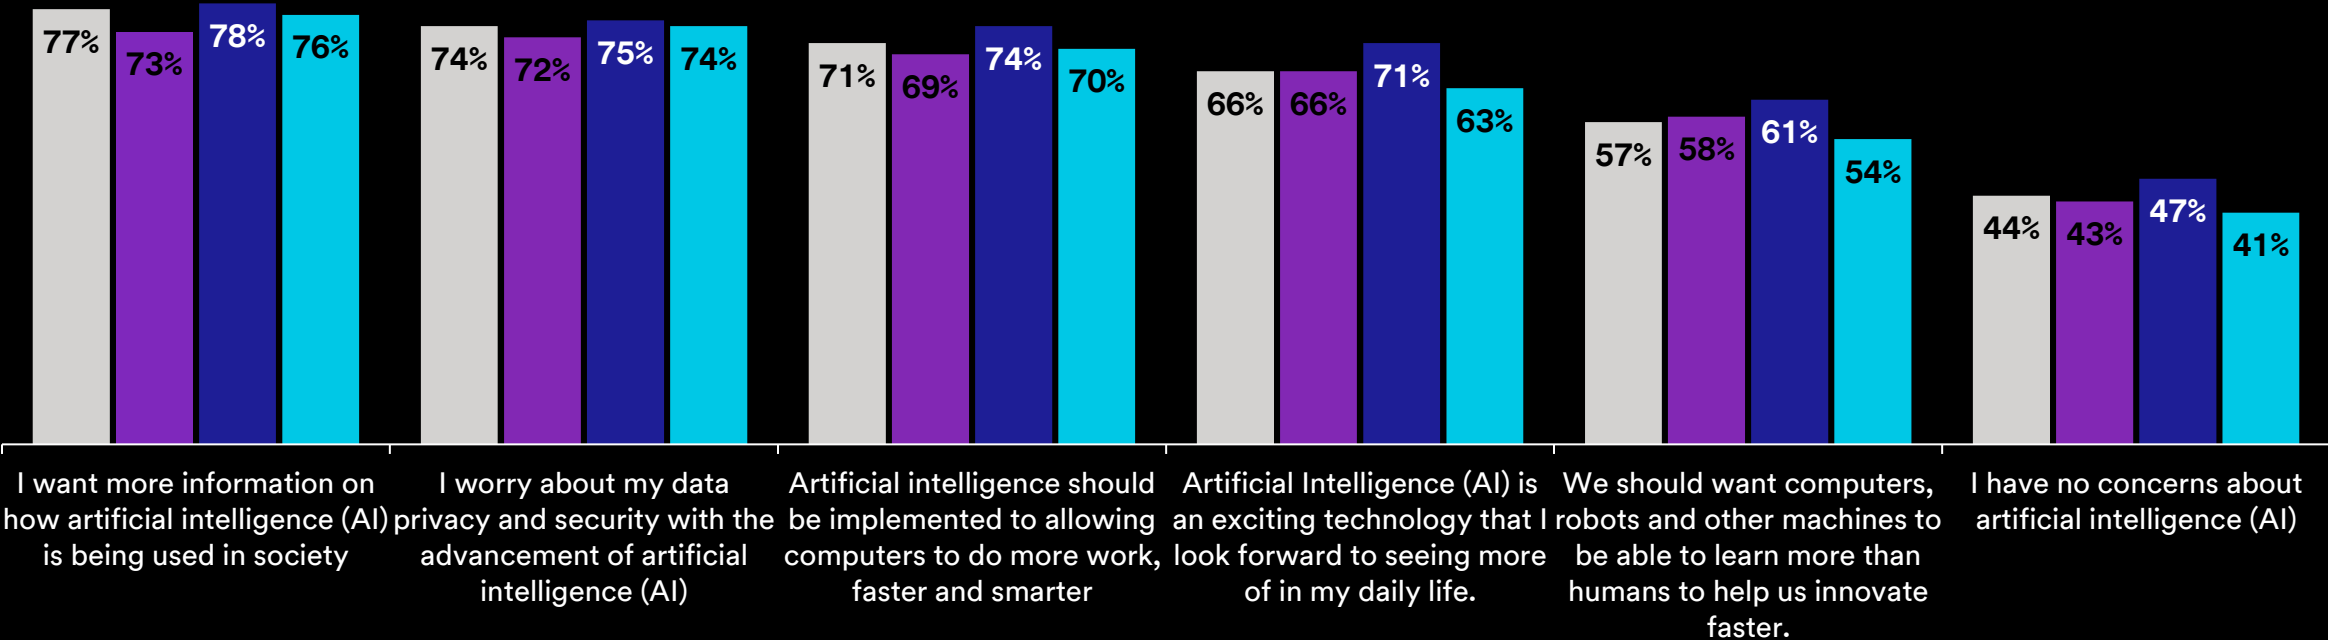 77%
73%
78%
76%
74%
72%
75%
74%
71%
69%
74%
70%
66%
66%
71%
63%
57%
58%
61%
54%
44%
43%
47%
41%
I want more information on
how artificial intelligence (AI)
is being used in society
I worry about my data
privacy and security with the
advancement of artificial
intelligence (AI)
Artificial intelligence should
be implemented to allowing
computers to do more work,
faster and smarter
Artificial Intelligence (AI) is
an exciting technology that I
look forward to seeing more
of in my daily life.
We should want computers,
robots and other machines to
be able to learn more than
humans to help us innovate
faster.
I have no concerns about
artificial intelligence (AI)